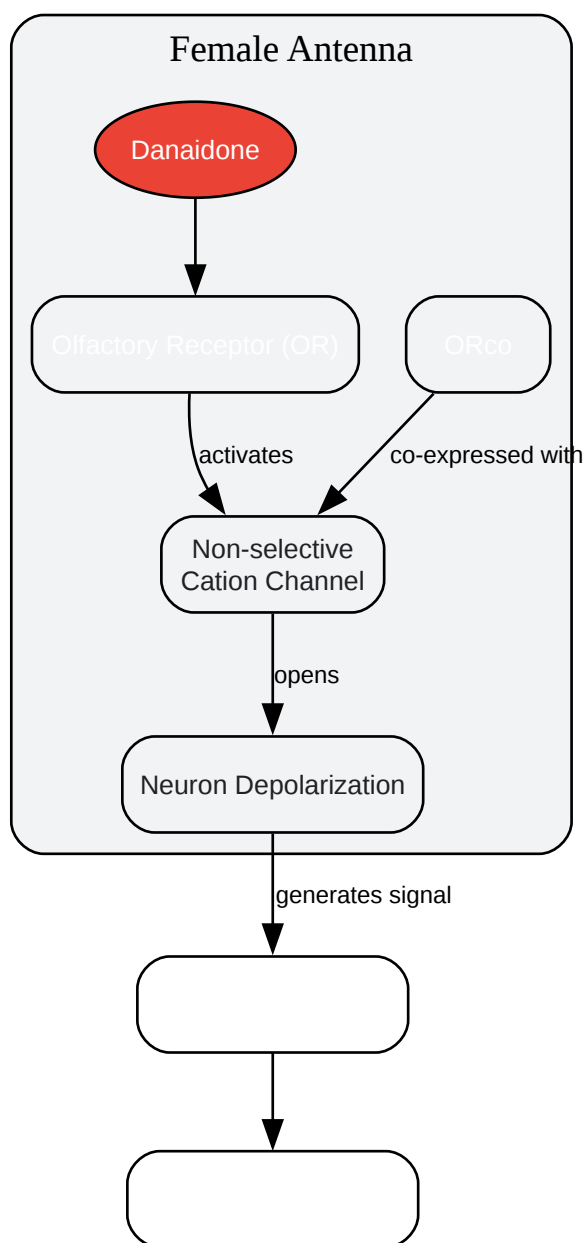 Female Antenna
Danaidone
Olfactory Receptor (OR)
ORco
activates
co-expressed with
Non-selective
Cation Channel
opens
Neuron Depolarization
generates signal